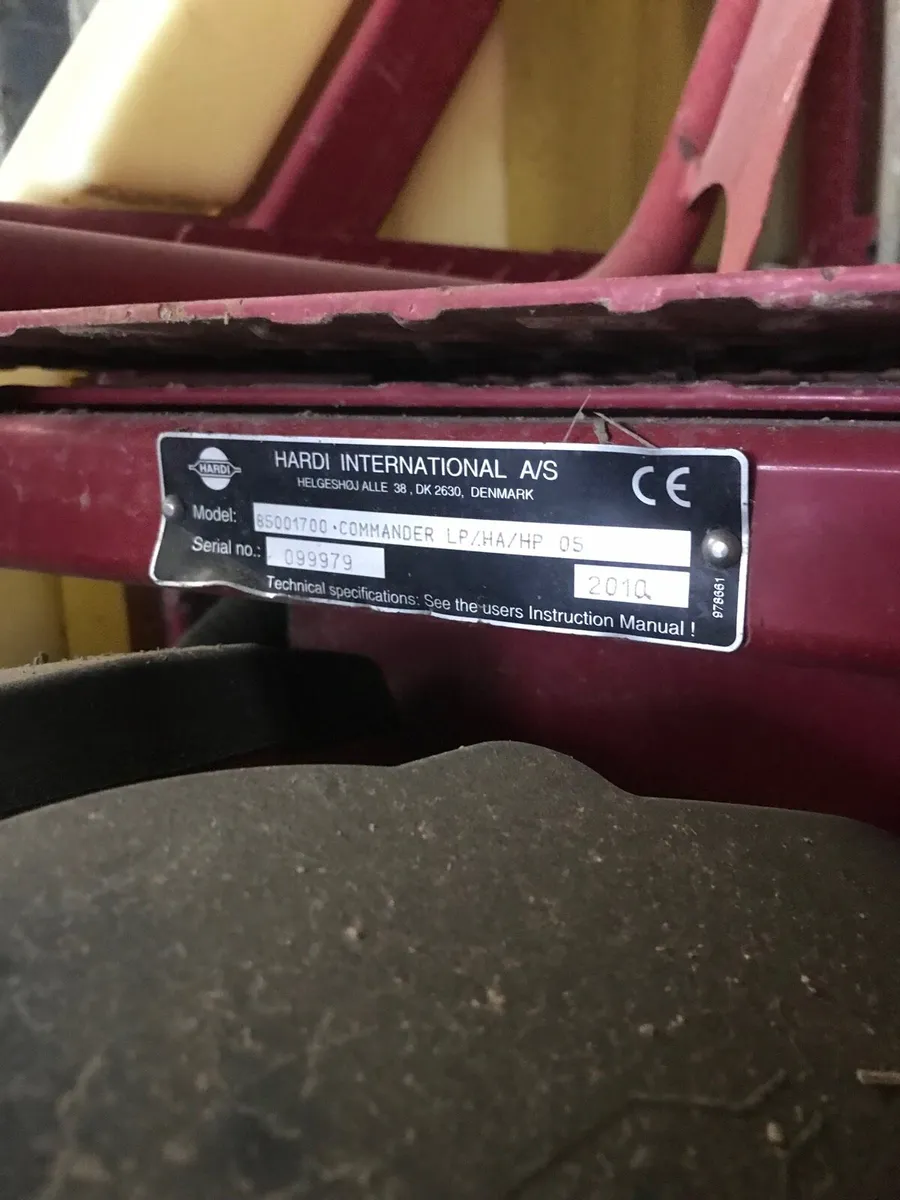 HARDI
HARDI INTERNATIONAL A/S
HELGESHØJ ALLE 38, DK 2630, DENMARK
CE
Model: 85001700·COMMANDER LP/HA/HP 05
Serial no.: 099979
2010
978661
Technical specifications: See the users Instruction Manual !